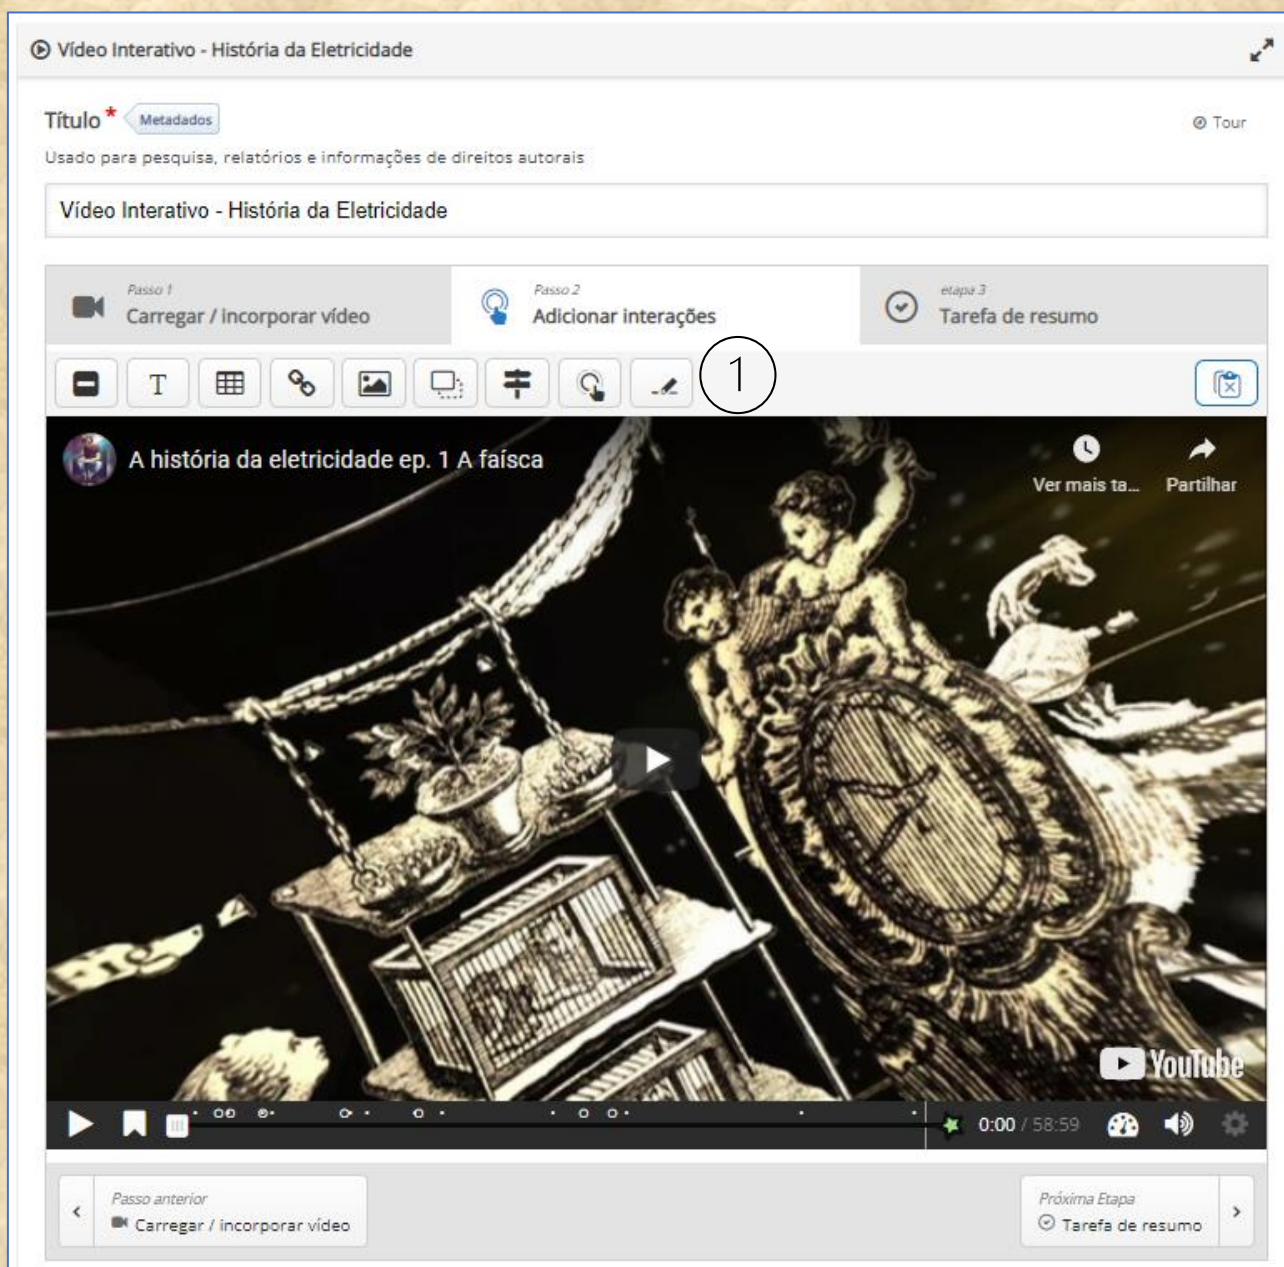 Vídeo Interativo - História da Eletricidade
Título * Metadados
Tour
Usado para pesquisa, relatórios e informações de direitos autorais
Vídeo Interativo - História da Eletricidade
Passo 1
Carregar / incorporar vídeo
Passo 2
Adicionar interações
etapa 3
Tarefa de resumo
T
1
A história da eletricidade ep. 1 A faísca
Ver mais ta...
Partilhar
YouTube
0:00 / 58:59
Passo anterior
Carregar / incorporar vídeo
Próxima Etapa
Tarefa de resumo